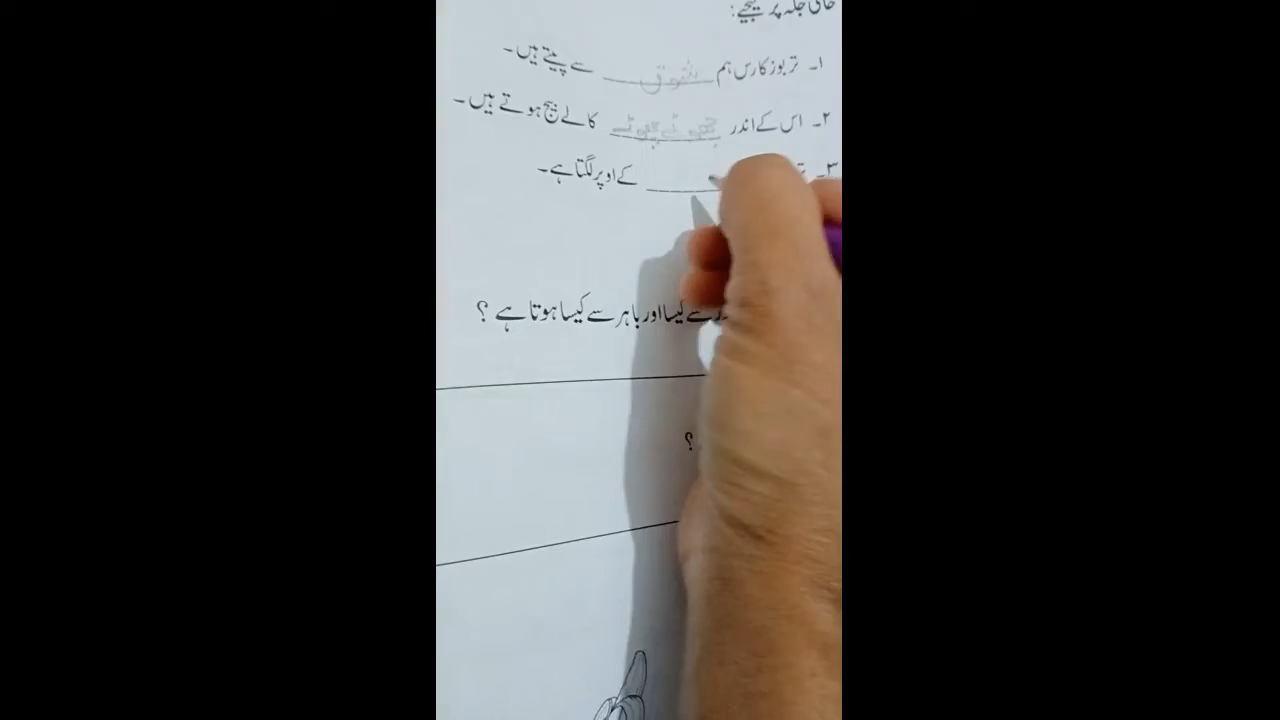 خالی جگہ پر کیجیے:
۱۔ تربوز کا رس ہم شوق سے پیتے ہیں۔
۲۔ اس کے اندر چھوٹے چھوٹے کالے بیج ہوتے ہیں۔
۳۔ کے اوپر لگتا ہے۔
سے کیسا اور باہر سے کیسا ہوتا ہے ؟
؟